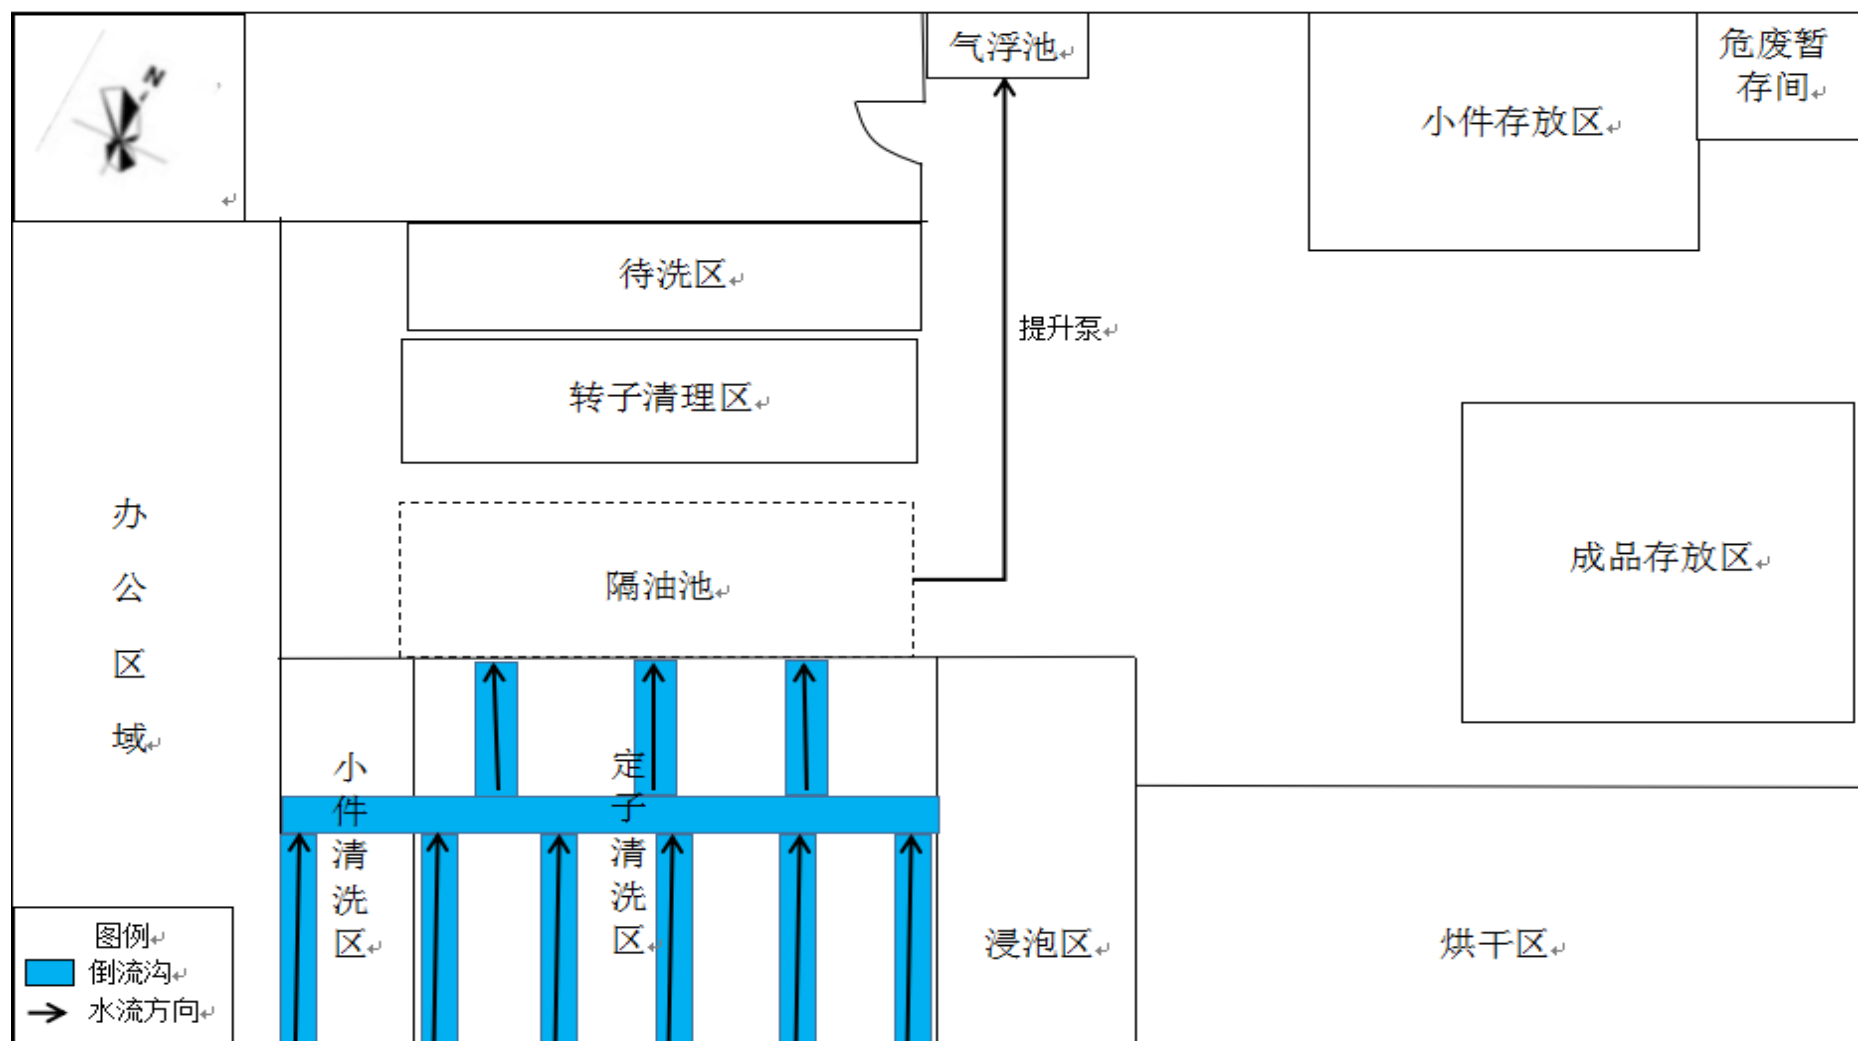 N
气浮池
危废暂
存间
小件存放区
待洗区
提升泵
转子清理区
办公区域
隔油池
成品存放区
小件清洗区
定子清洗区
浸泡区
烘干区
图例
倒流沟
水流方向